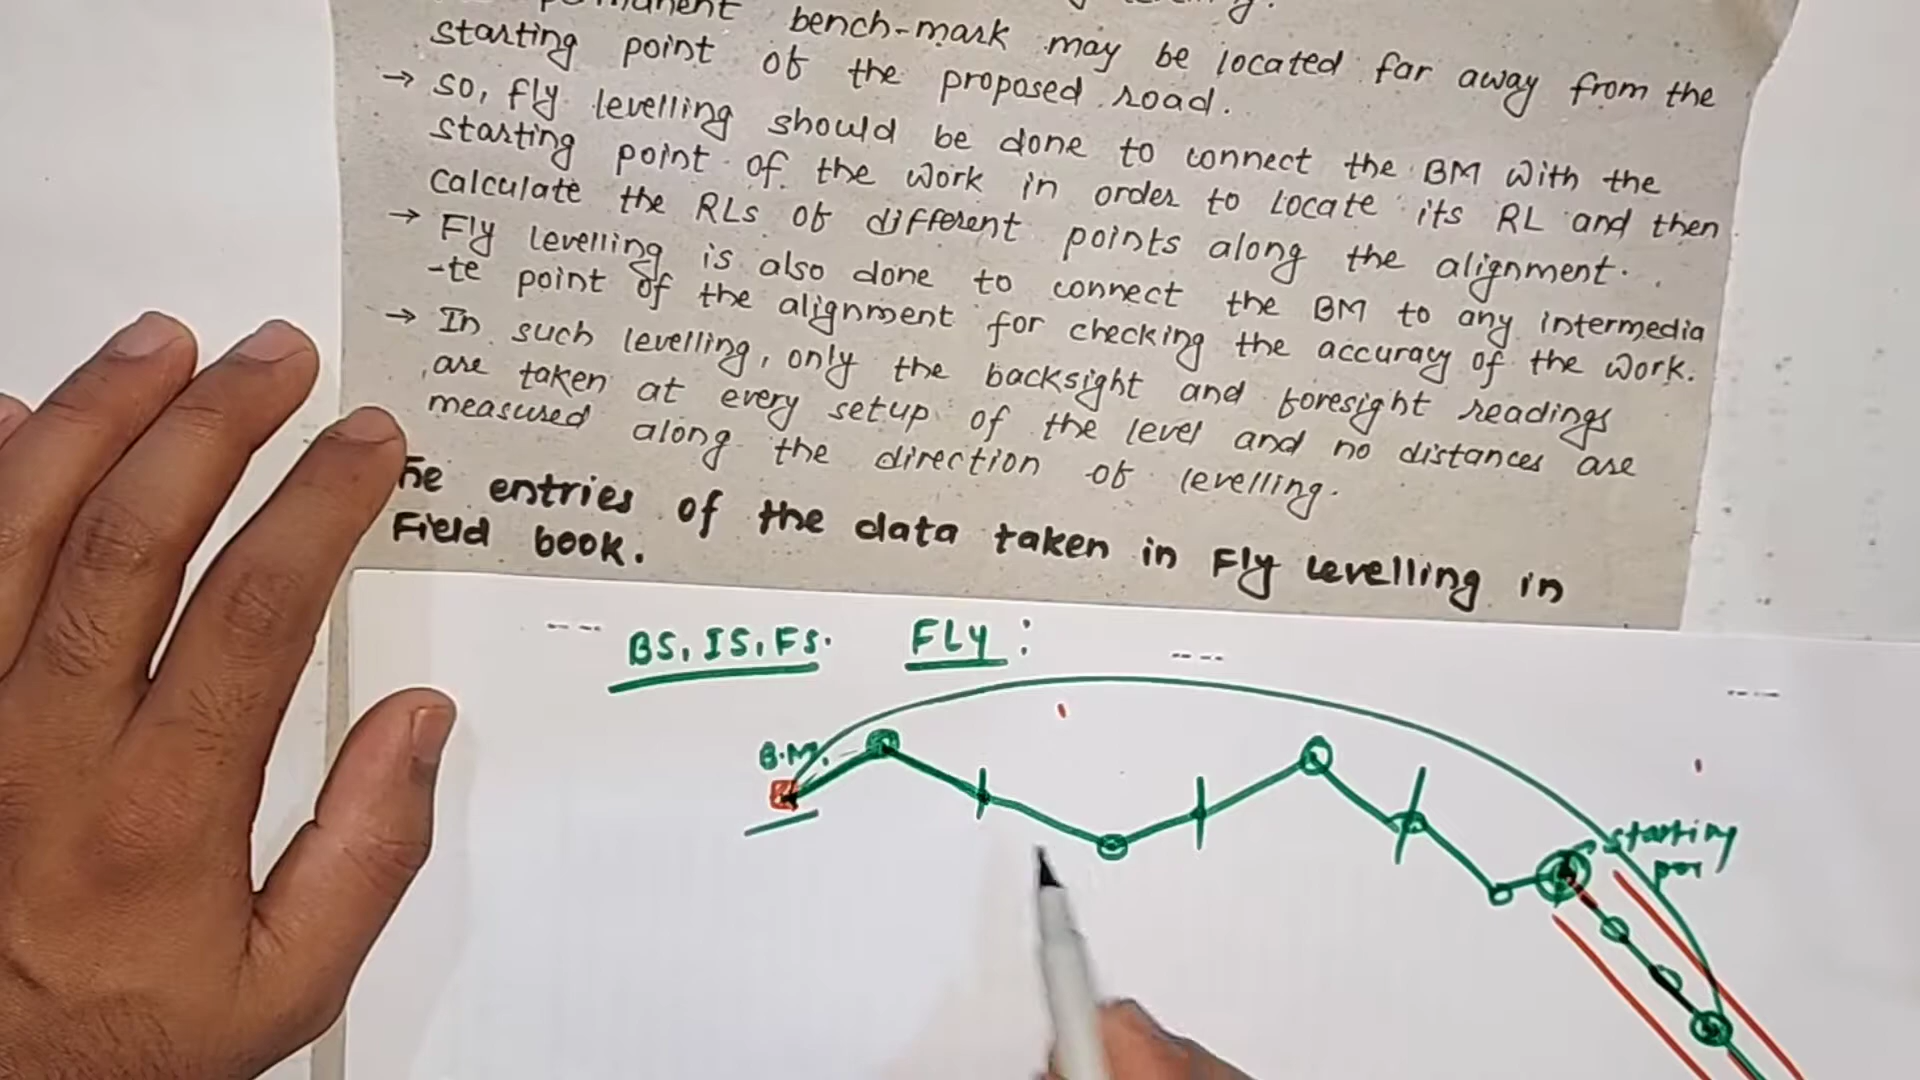 bench-mark may be located far away from the
starting point of the proposed road.
→ so, fly levelling should be done to connect the BM with the
starting point of the work in order to locate its RL and then
calculate the RLs of different points along the alignment.
→ Fly levelling is also done to connect the BM to any intermedia
-te point of the alignment for checking the accuracy of the work.
→ In such levelling, only the backsight and foresight readings
are taken at every setup of the level and no distances are
measured along the direction of levelling.
entries of the data taken in Fly levelling in
Field book.
BS, IS, FS. FLY :
B.M.
starting
poi